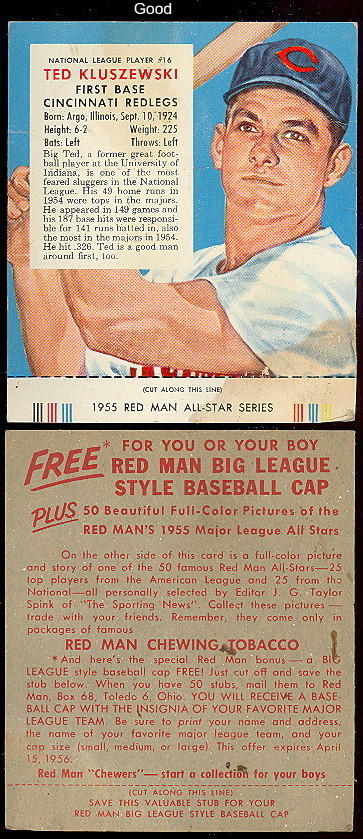 Good
NATIONAL LEAGUE PLAYER #16
TED KLUSZEWSKI
FIRST BASE
CINCINNATI REDLEGS
Born: Argo, Illinois, Sept. 10, 1924
Height: 6-2 Weight: 225
Bats: Left Throws: Left
Big Ted, a former great foot-
ball player at the University of
Indiana, is one of the most
feared sluggers in the National
League. His 49 home runs in
1954 were tops in the majors.
He appeared in 149 games and
his 187 base hits were responsi-
ble for 141 runs batted in, also
the most in the majors in 1954.
He hit .326. Ted is a good man
around first, too.
C
(CUT ALONG THIS LINE)
1955 RED MAN ALL-STAR SERIES
FREE* FOR YOU OR YOUR BOY
RED MAN BIG LEAGUE
STYLE BASEBALL CAP
PLUS 50 Beautiful Full-Color Pictures of the
RED MAN'S 1955 Major League All Stars
On the other side of this card is a full-color picture
and story of one of the 50 famous Red Man All-Stars—25
top players from the American League and 25 from the
National—all personally selected by Editor J. G. Taylor
Spink of "The Sporting News". Collect these pictures—
trade with your friends. Remember, they come only in
packages of famous
RED MAN CHEWING TOBACCO
*And here's the special Red Man bonus—a BIG
LEAGUE style baseball cap FREE! Just cut off and save the
stub below. When you have 50 stubs, mail them to Red
Man, Box 68, Toledo 6, Ohio. YOU WILL RECEIVE A BASE-
BALL CAP WITH THE INSIGNIA OF YOUR FAVORITE MAJOR
LEAGUE TEAM. Be sure to print your name and address,
the name of your favorite major league team, and your
cap size (small, medium, or large). This offer expires April
15, 1956.
Red Man "Chewers"—start a collection for your boys
(CUT ALONG THIS LINE)
SAVE THIS VALUABLE STUB FOR YOUR
RED MAN BIG LEAGUE STYLE BASEBALL CAP